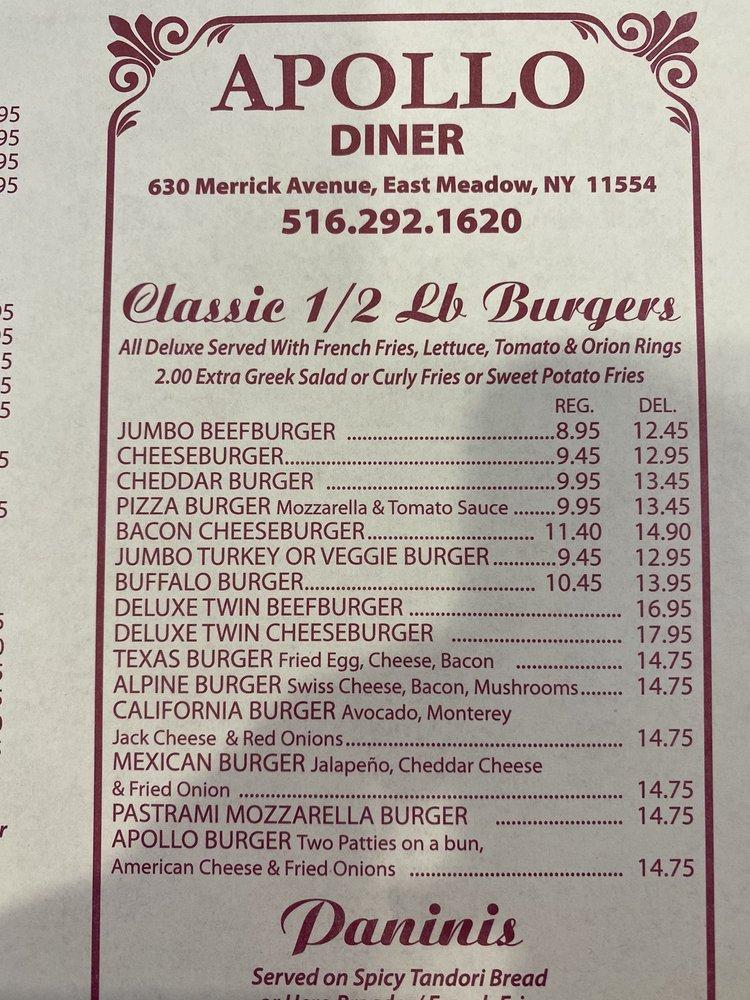 APOLLO
DINER
630 Merrick Avenue, East Meadow, NY 11554
516.292.1620
Classic 1/2 Lb Burgers
All Deluxe Served With French Fries, Lettuce, Tomato & Orion Rings
2.00 Extra Greek Salad or Curly Fries or Sweet Potato Fries
REG. DEL.
JUMBO BEEFBURGER ....................................8.95 12.45
CHEESEBURGER..............................................9.45 12.95
CHEDDAR BURGER .......................................9.95 13.45
PIZZA BURGER Mozzarella & Tomato Sauce .......9.95 13.45
BACON CHEESEBURGER............................ 11.40 14.90
JUMBO TURKEY OR VEGGIE BURGER ..........9.45 12.95
BUFFALO BURGER....................................... 10.45 13.95
DELUXE TWIN BEEFBURGER .................................... 16.95
DELUXE TWIN CHEESEBURGER ............................. 17.95
TEXAS BURGER Fried Egg, Cheese, Bacon .................. 14.75
ALPINE BURGER Swiss Cheese, Bacon, Mushrooms........ 14.75
CALIFORNIA BURGER Avocado, Monterey
Jack Cheese & Red Onions............................................... 14.75
MEXICAN BURGER Jalapeño, Cheddar Cheese
& Fried Onion ................................................................. 14.75
PASTRAMI MOZZARELLA BURGER ..................... 14.75
APOLLO BURGER Two Patties on a bun,
American Cheese & Fried Onions .................................... 14.75
Paninis
Served on Spicy Tandori Bread